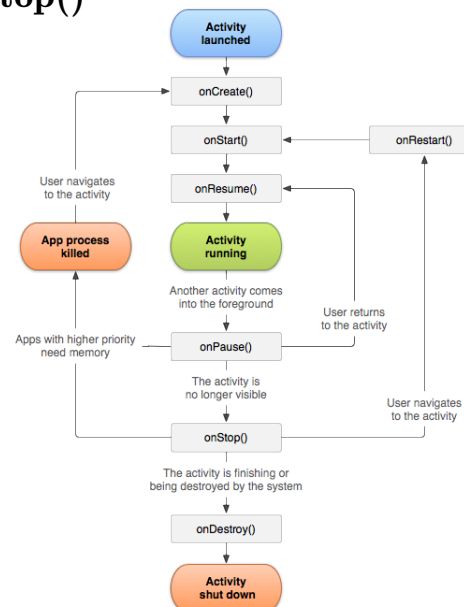 top()
Activity
launched
onCreate()
onStart()
onRestart()
onResume()
User navigates
to the activity
App process
killed
Activity
running
Another activity comes
into the foreground
User returns
to the activity
Apps with higher priority
need memory
onPause()
The activity is
no longer visible
User navigates
to the activity
onStop()
The activity is finishing or
being destroyed by the system
onDestroy()
Activity
shut down